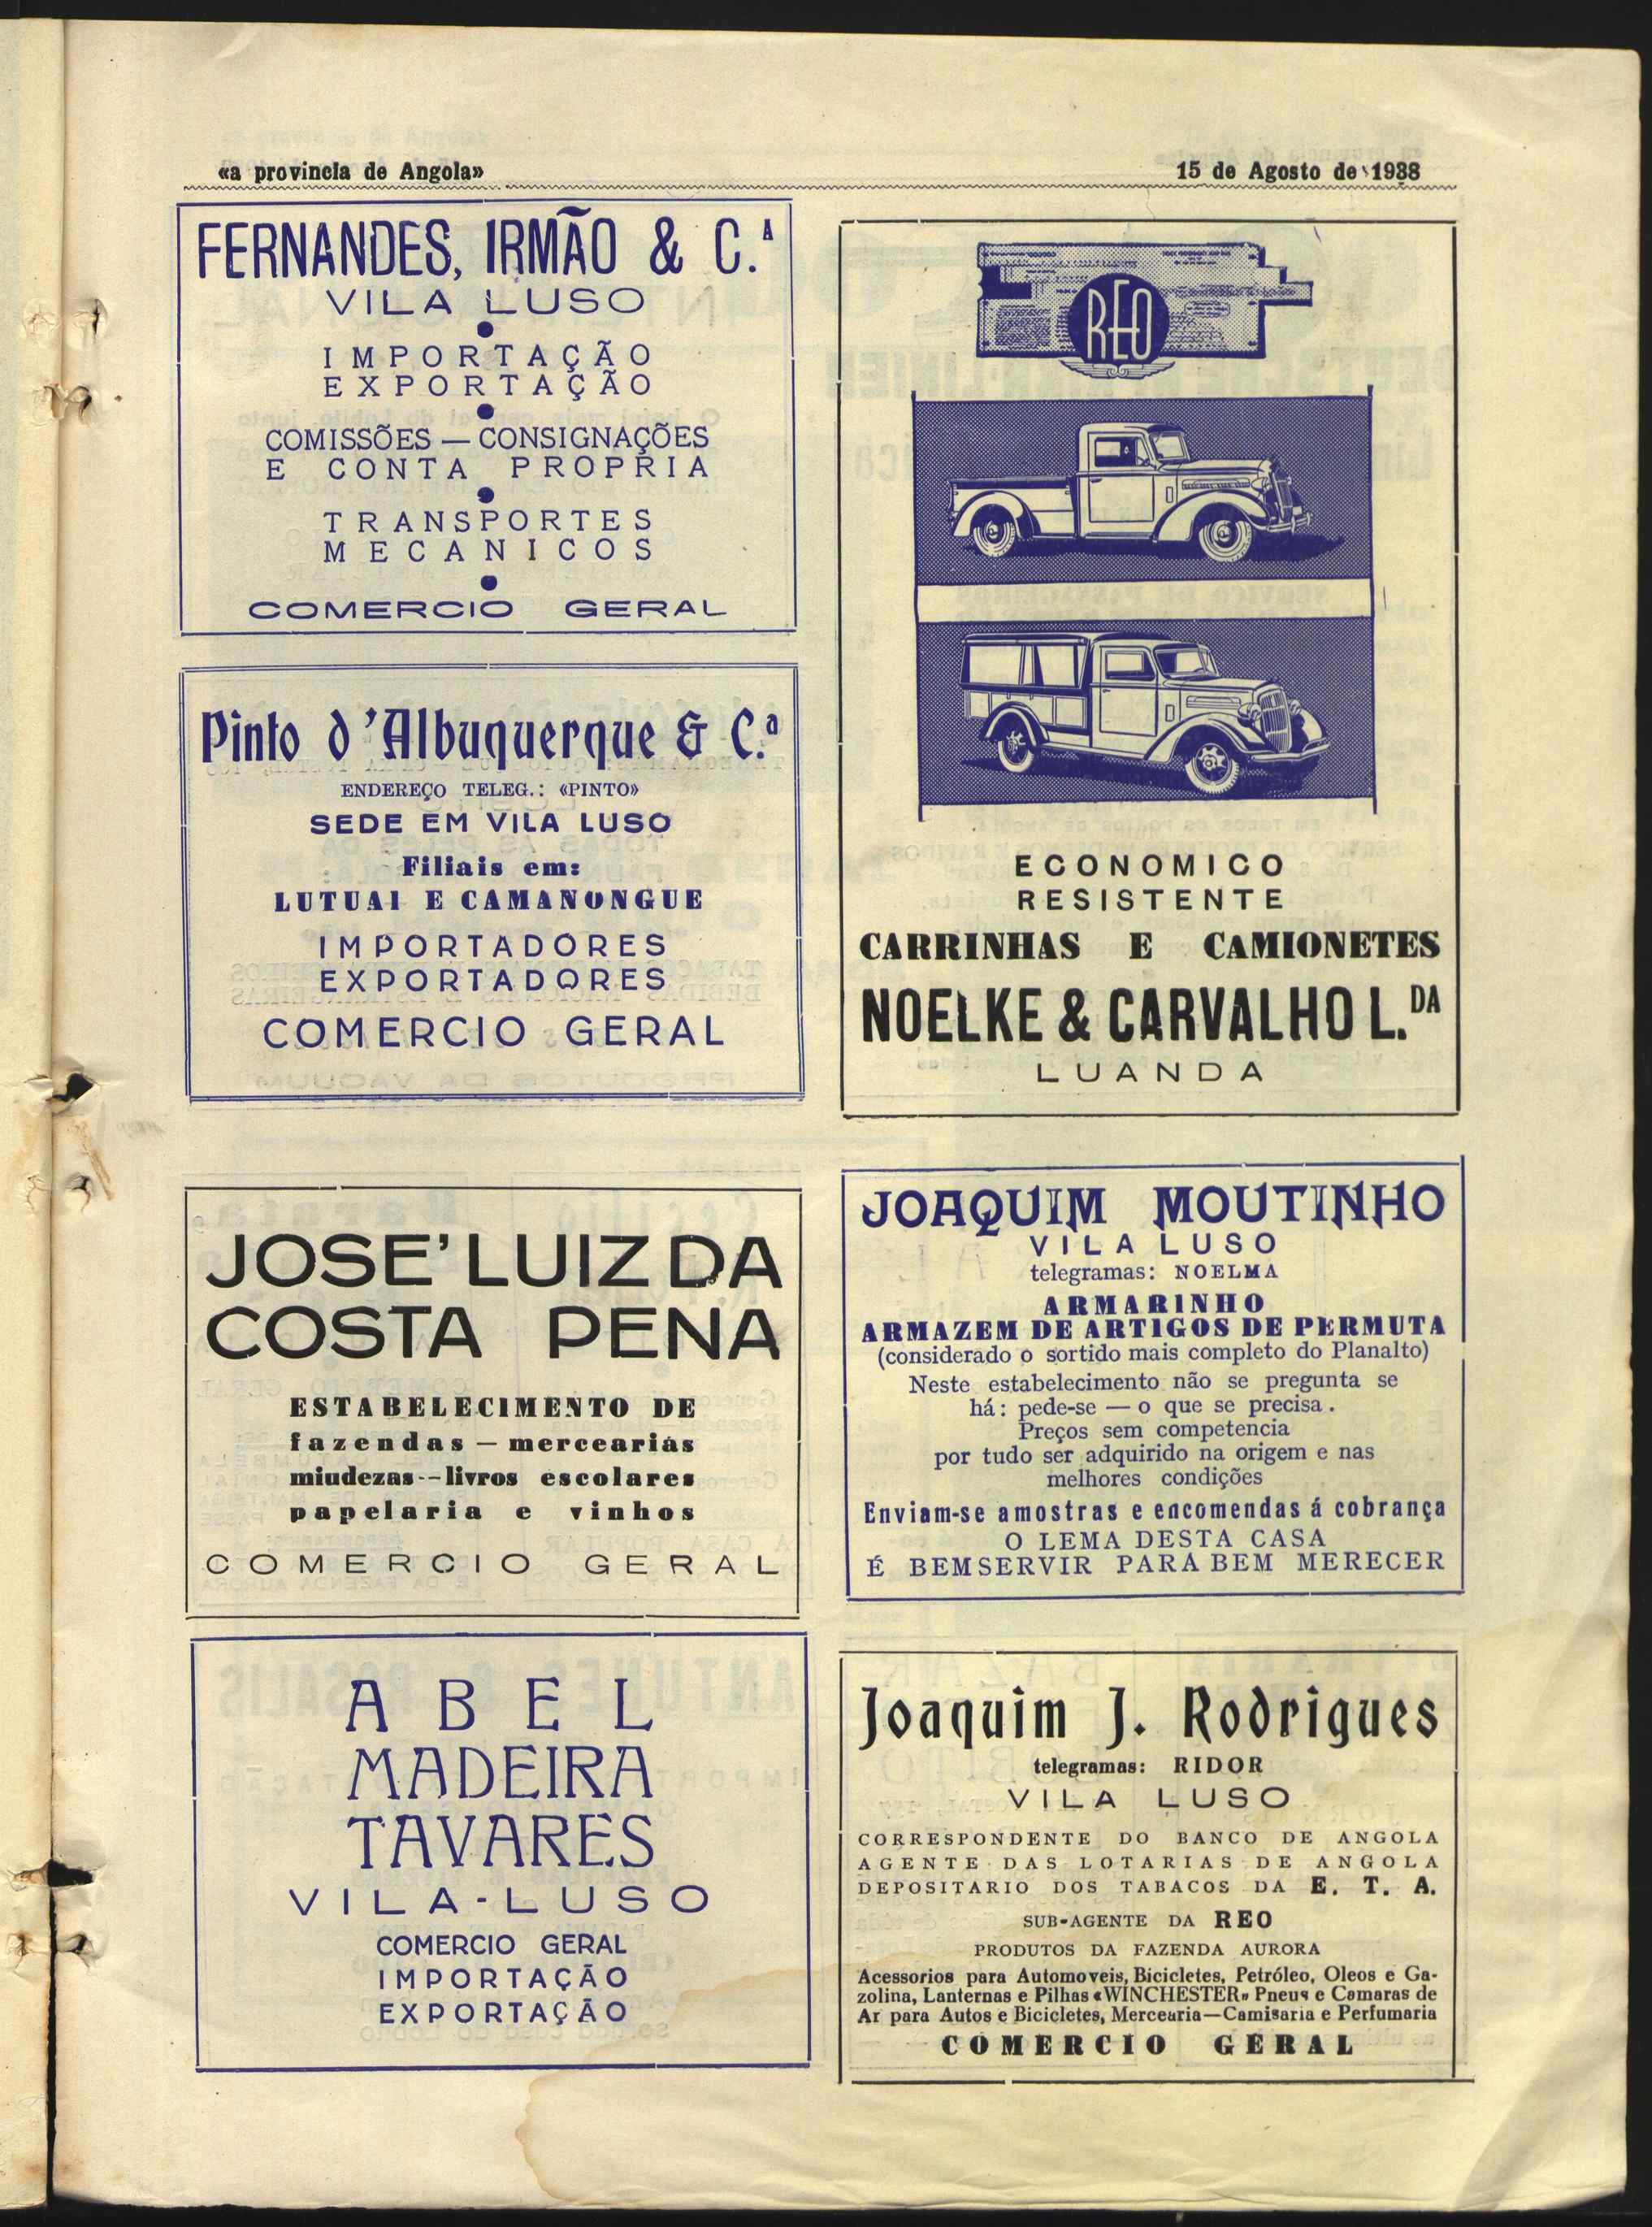 «a provincia de Angola»
15 de Agosto de 1938
FERNANDES, IRMÃO & C.A
VILA LUSO
IMPORTAÇÃO
EXPORTAÇÃO
COMISSÕES — CONSIGNAÇÕES
E CONTA PROPRIA
TRANSPORTES
MECANICOS
COMERCIO GERAL
Pinto d'Albuquerque & C.a
ENDEREÇO TELEG.: «PINTO»
SEDE EM VILA LUSO
Filiais em:
LUTUAI E CAMANONGUE
IMPORTADORES
EXPORTADORES
COMERCIO GERAL
JOSE' LUIZ DA
COSTA PENA
ESTABELECIMENTO DE
fazendas — mercearias
miudezas--livros escolares
papelaria e vinhos
COMERCIO GERAL
ABEL
MADEIRA
TAVARES
VILA-LUSO
COMERCIO GERAL
IMPORTAÇÃO
EXPORTAÇÃO
REO
ECONOMICO
RESISTENTE
CARRINHAS E CAMIONETES
NOELKE & CARVALHO L.DA
LUANDA
JOAQUIM MOUTINHO
VILA LUSO
telegramas: NOELMA
ARMARINHO
ARMAZEM DE ARTIGOS DE PERMUTA
(considerado o sortido mais completo do Planalto)
Neste estabelecimento não se pregunta se
há: pede-se — o que se precisa.
Preços sem competencia
por tudo ser adquirido na origem e nas
melhores condições
Enviam-se amostras e encomendas á cobrança
O LEMA DESTA CASA
É BEM SERVIR PARA BEM MERECER
Joaquim J. Rodrigues
telegramas: RIDOR
VILA LUSO
CORRESPONDENTE DO BANCO DE ANGOLA
AGENTE DAS LOTARIAS DE ANGOLA
DEPOSITARIO DOS TABACOS DA E. T. A.
SUB-AGENTE DA REO
PRODUTOS DA FAZENDA AURORA
Acessorios para Automoveis, Bicicletes, Petróleo, Oleos e Ga-
zolina, Lanternas e Pilhas «WINCHESTER» Pneus e Camaras de
Ar para Autos e Bicicletes, Mercearia—Camisaria e Perfumaria
COMERCIO GERAL